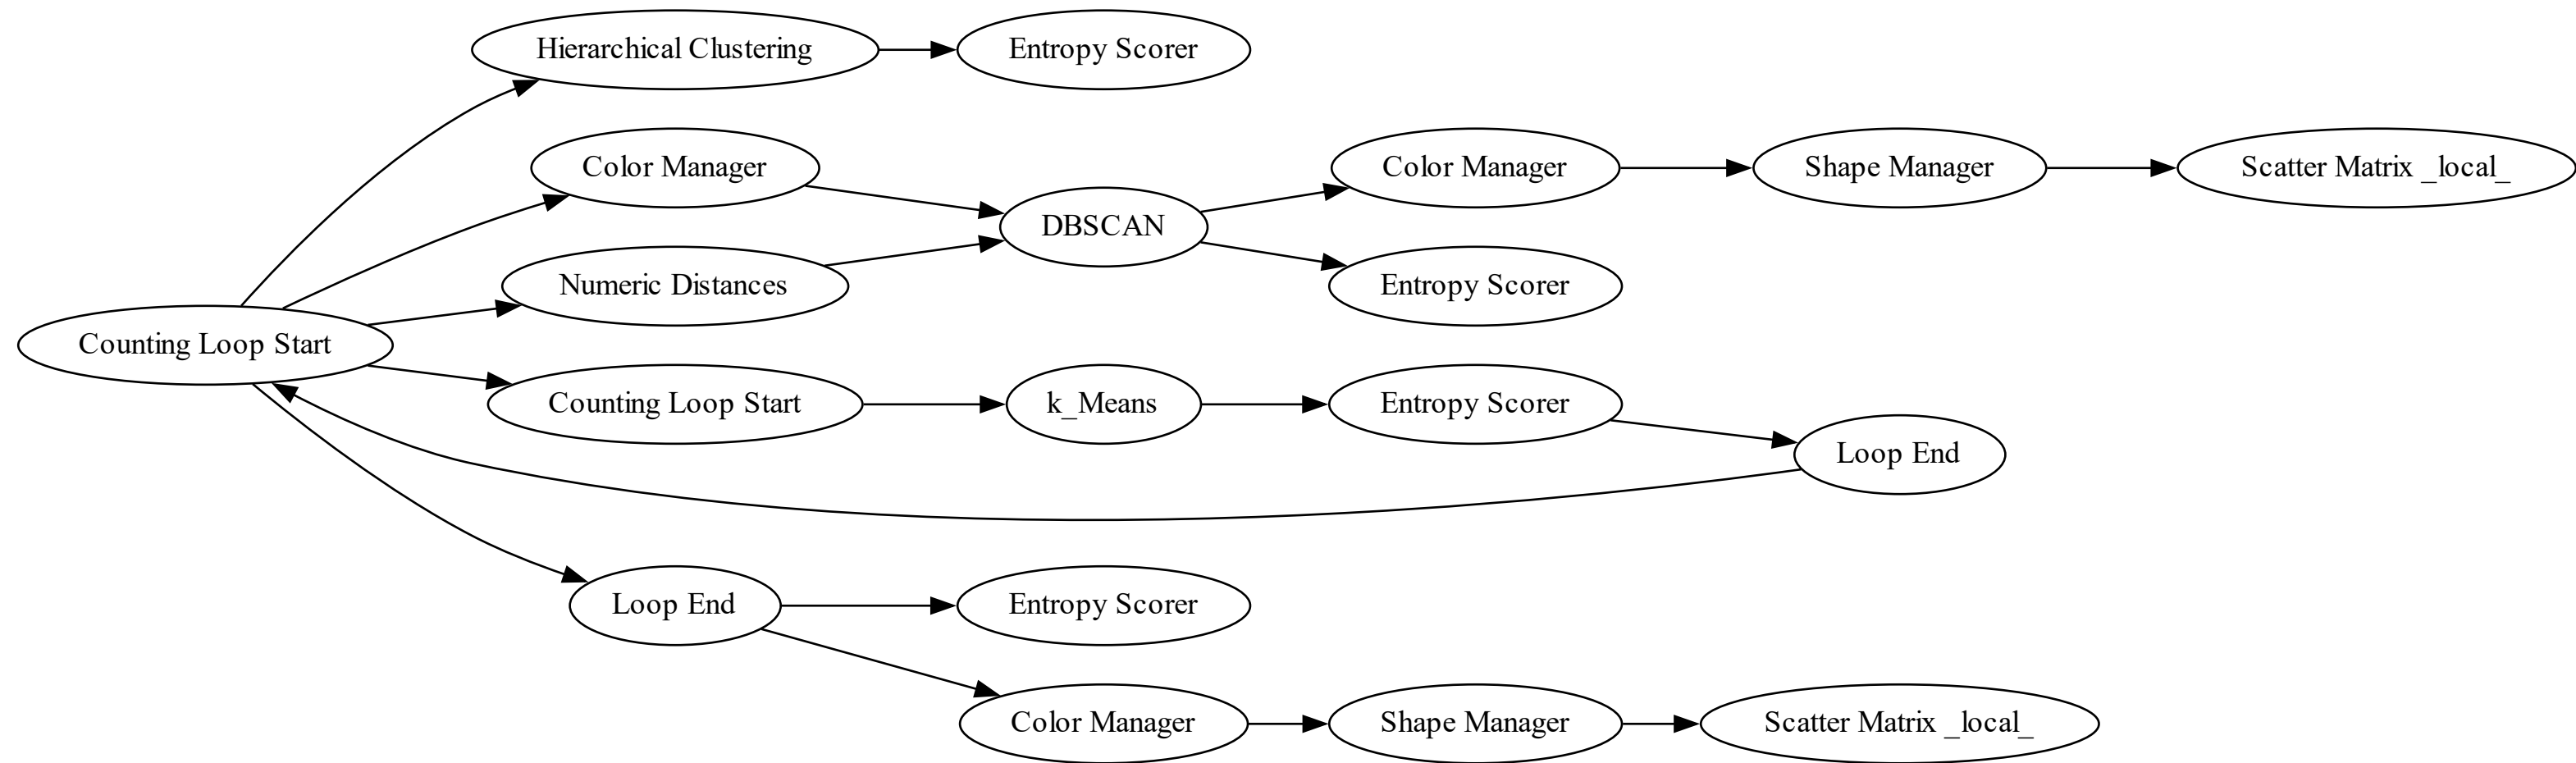 Hierarchical Clustering
Entropy Scorer
Color Manager
Color Manager
Shape Manager
Scatter Matrix _local_
DBSCAN
Numeric Distances
Entropy Scorer
Counting Loop Start
Counting Loop Start
k_Means
Entropy Scorer
Loop End
Loop End
Entropy Scorer
Color Manager
Shape Manager
Scatter Matrix _local_